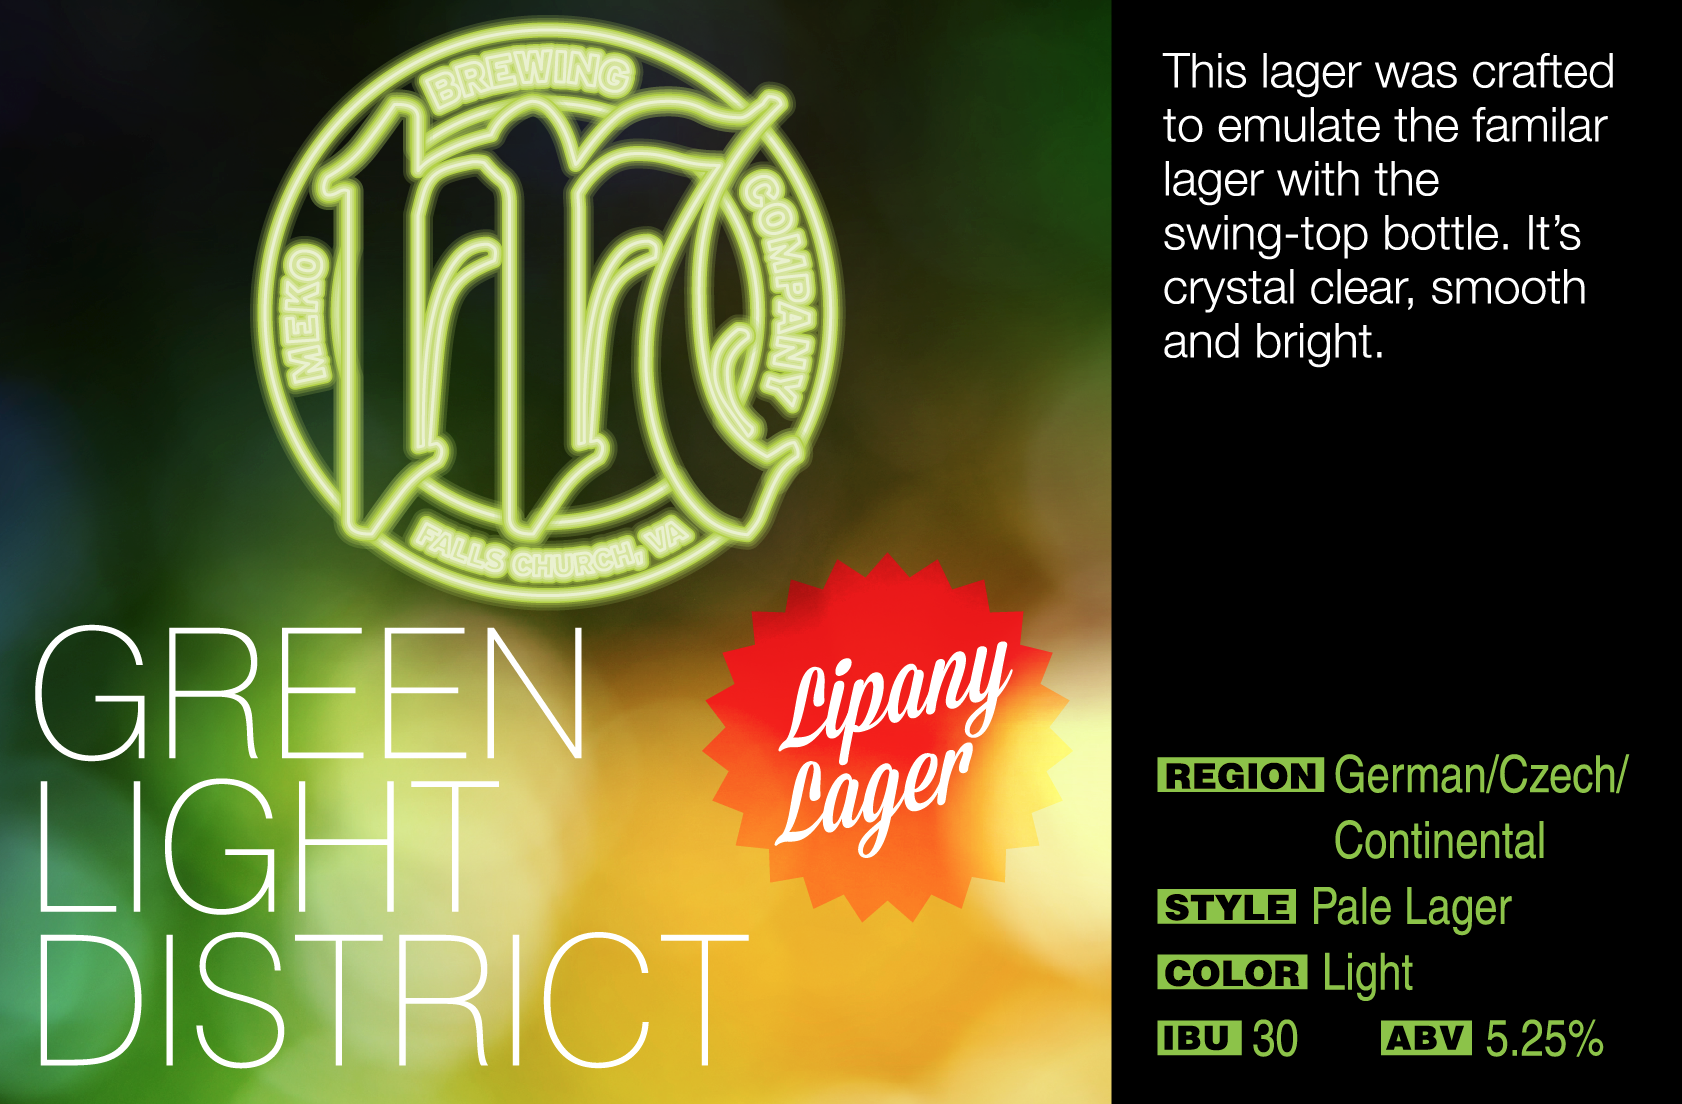 BREWING
COMPANY
MEKO
FALLS CHURCH, VA
GREEN
LIGHT
DISTRICT
Lipany
Lager
This lager was crafted
to emulate the familar
lager with the
swing-top bottle. It’s
crystal clear, smooth
and bright.
REGION German/Czech/
Continental
STYLE Pale Lager
COLOR Light
IBU 30 ABV 5.25%